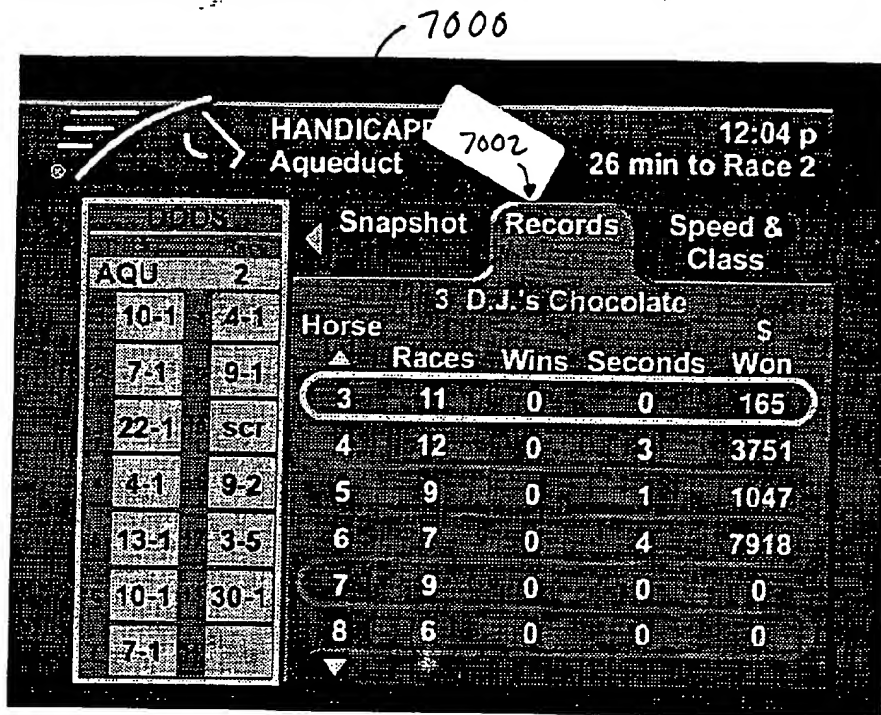 7000
HANDICAPP
7002
12:04 p
® Aqueduct 26 min to Race 2
ODDS
Snapshot Records Speed & Class
AQU 2
10-1 4-1
7-1 9-1
22-1 scr
4-1 9-2
13-1 3-5
10-1 30-1
7-1
3 D.J.'s Chocolate
Horse Races Wins Seconds $ Won
3 11 0 0 165
4 12 0 3 3751
5 9 0 1 1047
6 7 0 4 7918
7 9 0 0 0
8 6 0 0 0